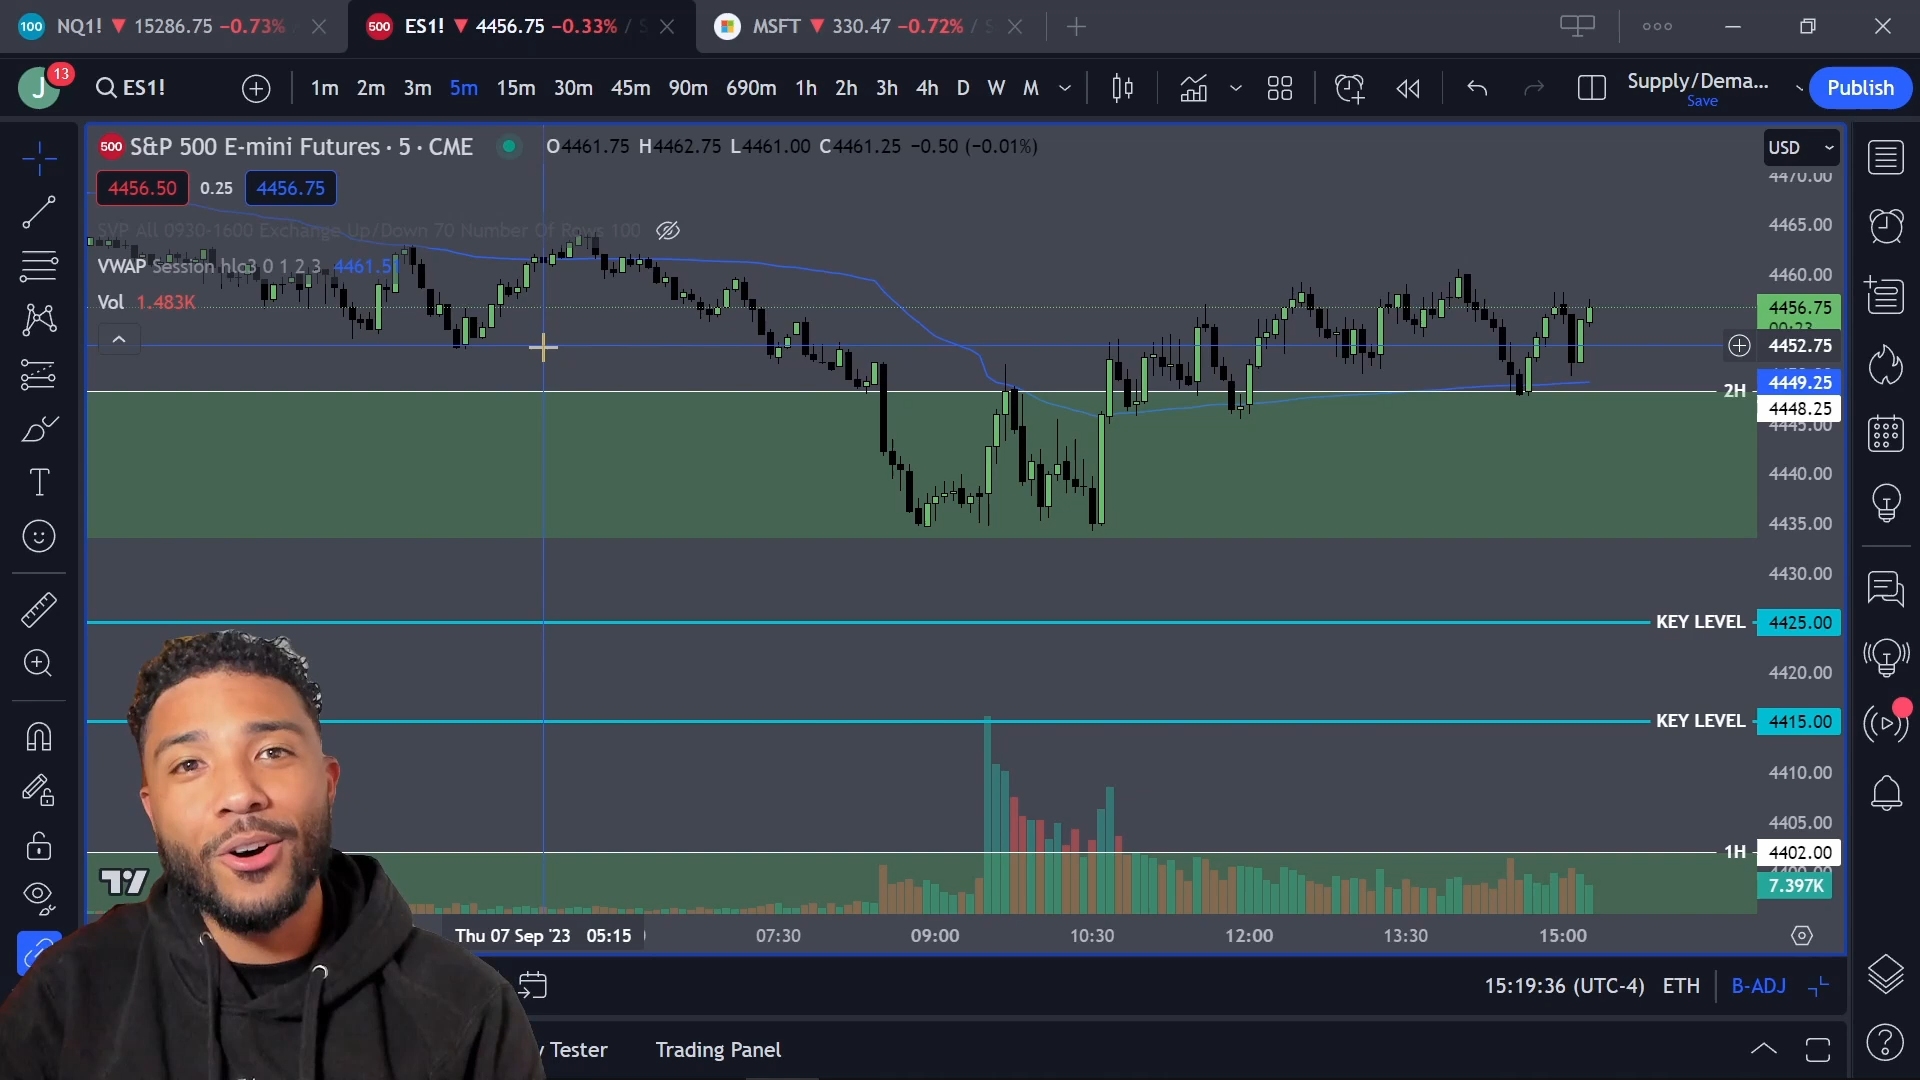 100 NQ1! ▼ 15286.75 −0.73%
500 ES1! ▼ 4456.75 −0.33% / S
MSFT ▼ 330.47 −0.72% / S
J 13 ES1! 1m 2m 3m 5m 15m 30m 45m 90m 690m 1h 2h 3h 4h D W M Supply/Dema... Publish
Save
500 S&P 500 E-mini Futures · 5 · CME O4461.75 H4462.75 L4461.00 C4461.25 −0.50 (−0.01%) USD
4470.00
4456.50 0.25 4456.75
4465.00
SVP All 0930-1600 Exchange Up/Down 70 Number Of Rows 100
VWAP Session hlc3 0 1 2 3 4461.5
4460.00
Vol 1.483K
4456.75
00:23
4452.75
4449.25
2H
4448.25
4445.00
4440.00
4435.00
4430.00
KEY LEVEL 4425.00
4420.00
KEY LEVEL 4415.00
4410.00
4405.00
1H 4402.00
7.397K
Thu 07 Sep '23 05:15 07:30 09:00 10:30 12:00 13:30 15:00
15:19:36 (UTC-4) ETH B-ADJ
Tester Trading Panel